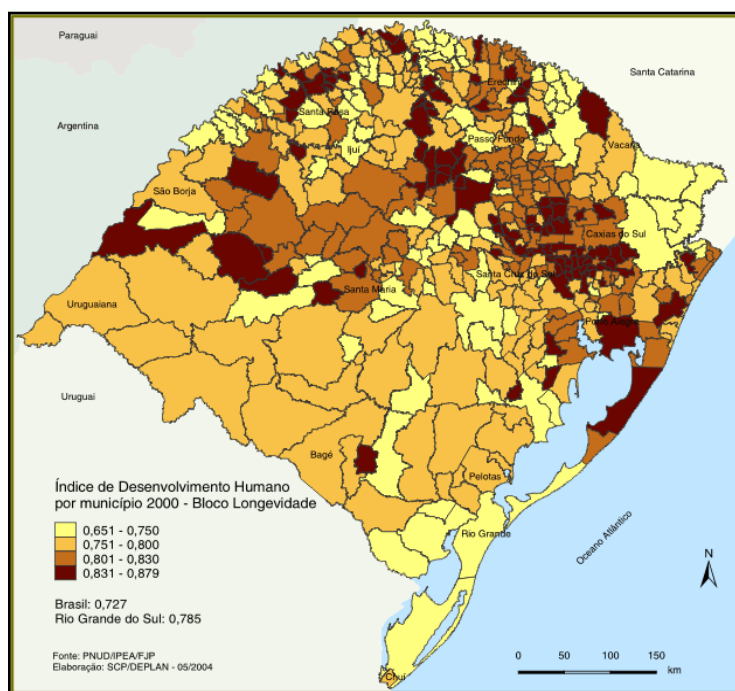 Paraguai
Santa Catarina
Argentina
Erechim
Santa Rosa
Passo Fundo
Ijuí
Vacaria
São Borja
Caxias do Sul
Santa Cruz do Sul
Santa Maria
Uruguaiana
Porto Alegre
Uruguai
Bagé
Pelotas
Índice de Desenvolvimento Humano
por município 2000 - Bloco Longevidade
0,651 - 0,750
0,751 - 0,800
0,801 - 0,830
0,831 - 0,879
Rio Grande
Oceano Atlântico
N
Brasil: 0,727
Rio Grande do Sul: 0,785
Fonte: PNUD/IPEA/FJP
Elaboração: SCP/DEPLAN - 05/2004
Chuí
0 50 100 150
km